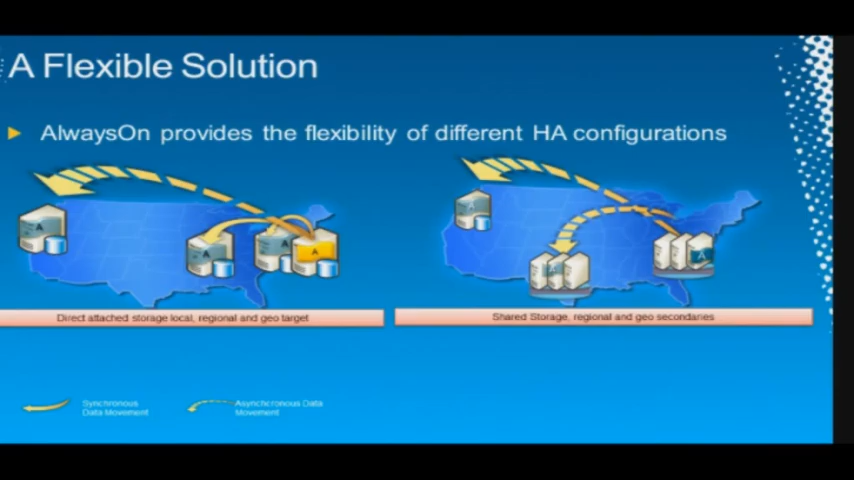 A Flexible Solution
AlwaysOn provides the flexibility of different HA configurations
A
A
A
A
A
Direct attached storage local, regional and geo target
Shared Storage, regional and geo secondaries
Synchronous
Data Movement
Asynchronous Data
Movement